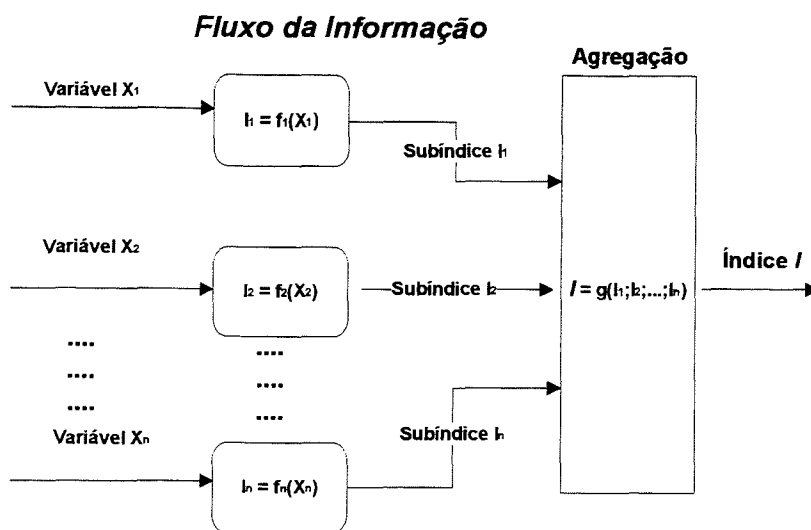 Fluxo da Informação
Agregação
Variável X₁
I₁ = f₁(X₁)
Subíndice I₁
Variável X₂
I₂ = f₂(X₂)
Subíndice I₂
I = g(I₁;I₂;...;Iₙ)
Índice I
....
....
....
....
....
....
Variável Xₙ
Subíndice Iₙ
Iₙ = fₙ(Xₙ)